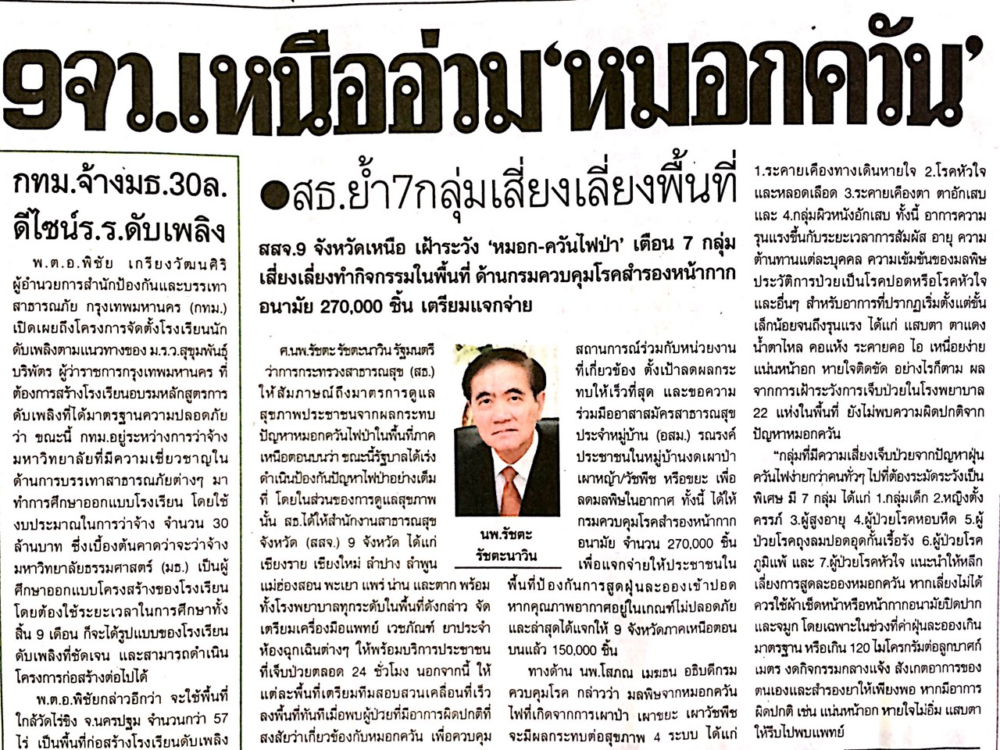 9จว.เหนืออ่วม'หมอกควัน'
กทม.จ้างมธ.30ล.
ดีไซน์ร.ร.ดับเพลิง
พ.ต.อ.พิชัย เกรียงวัฒนศิริ
ผู้อำนวยการสำนักป้องกันและบรรเทา
สาธารณภัย กรุงเทพมหานคร (กทม.)
เปิดเผยถึงโครงการจัดตั้งโรงเรียนนัก
ดับเพลิงตามแนวทางของ ม.ร.ว.สุขุมพันธุ์
บริพัตร ผู้ว่าราชการกรุงเทพมหานคร ที่
ต้องการสร้างโรงเรียนอบรมหลักสูตรการ
ดับเพลิงที่ได้มาตรฐานความปลอดภัย
ว่า ขณะนี้ กทม.อยู่ระหว่างการว่าจ้าง
มหาวิทยาลัยที่มีความเชี่ยวชาญใน
ด้านการบรรเทาสาธารณภัยต่างๆ มา
ทำการศึกษาออกแบบโรงเรียน โดยใช้
งบประมาณในการว่าจ้าง จำนวน 30
ล้านบาท ซึ่งเบื้องต้นคาดว่าจะว่าจ้าง
มหาวิทยาลัยธรรมศาสตร์ (มธ.) เป็นผู้
ศึกษาออกแบบโครงสร้างของโรงเรียน
โดยต้องใช้ระยะเวลาในการศึกษาทั้ง
สิ้น 9 เดือน ก็จะได้รูปแบบของโรงเรียน
ดับเพลิงที่ชัดเจน และสามารถดำเนิน
โครงการก่อสร้างต่อไปได้
พ.ต.อ.พิชัยกล่าวอีกว่า จะใช้พื้นที่
ใกล้วัดไร่ขิง จ.นครปฐม จำนวนกว่า 57
ไร่ เป็นพื้นที่ก่อสร้างโรงเรียนดับเพลิง
●สธ.ย้ำ7กลุ่มเสี่ยงเลี่ยงพื้นที่
สสจ.9 จังหวัดเหนือ เฝ้าระวัง 'หมอก-ควันไฟป่า' เตือน 7 กลุ่ม
เสี่ยงเลี่ยงทำกิจกรรมในพื้นที่ ด้านกรมควบคุมโรคสำรองหน้ากาก
อนามัย 270,000 ชิ้น เตรียมแจกจ่าย
ศ.นพ.รัชตะ รัชตะนาวิน รัฐมนตรี
ว่าการกระทรวงสาธารณสุข (สธ.)
ให้สัมภาษณ์ถึงมาตรการดูแล
สุขภาพประชาชนจากผลกระทบ
ปัญหาหมอกควันไฟป่าในพื้นที่ภาค
เหนือตอนบนว่า ขณะนี้รัฐบาลได้เร่ง
ดำเนินป้องกันปัญหาไฟป่าอย่างเต็ม
ที่ โดยในส่วนของการดูแลสุขภาพ
นั้น สธ.ได้ให้สำนักงานสาธารณสุข
จังหวัด (สสจ.) 9 จังหวัด ได้แก่
เชียงราย เชียงใหม่ ลำปาง ลำพูน
แม่ฮ่องสอน พะเยา แพร่ น่าน และตาก พร้อม
ทั้งโรงพยาบาลทุกระดับในพื้นที่ดังกล่าว จัด
เตรียมเครื่องมือแพทย์ เวชภัณฑ์ ยาประจำ
ห้องฉุกเฉินต่างๆ ให้พร้อมบริการประชาชน
ที่เจ็บป่วยตลอด 24 ชั่วโมง นอกจากนี้ ให้
แต่ละพื้นที่เตรียมทีมสอบสวนเคลื่อนที่เร็ว
ลงพื้นที่ทันทีเมื่อพบผู้ป่วยที่มีอาการผิดปกติที่
สงสัยว่าเกี่ยวข้องกับหมอกควัน เพื่อควบคุม
นพ.รัชตะ
รัชตะนาวิน
สถานการณ์ร่วมกับหน่วยงาน
ที่เกี่ยวข้อง ตั้งเป้าลดผลกระ
ทบให้เร็วที่สุด และขอความ
ร่วมมืออาสาสมัครสาธารณสุข
ประจำหมู่บ้าน (อสม.) รณรงค์
ประชาชนในหมู่บ้านงดเผาป่า
เผาหญ้า/วัชพืช หรือขยะ เพื่อ
ลดมลพิษในอากาศ ทั้งนี้ ได้ให้
กรมควบคุมโรคสำรองหน้ากาก
อนามัย จำนวน 270,000 ชิ้น
เพื่อแจกจ่ายให้ประชาชนใน
พื้นที่ป้องกันการสูดฝุ่นละอองเข้าปอด
หากคุณภาพอากาศอยู่ในเกณฑ์ไม่ปลอดภัย
และล่าสุดได้แจกให้ 9 จังหวัดภาคเหนือตอน
บนแล้ว 150,000 ชิ้น
ทางด้าน นพ.โสภณ เมฆธน อธิบดีกรม
ควบคุมโรค กล่าวว่า มลพิษจากหมอกควัน
ไฟที่เกิดจากการเผาป่า เผาขยะ เผาวัชพืช
จะมีผลกระทบต่อสุขภาพ 4 ระบบ ได้แก่
1.ระคายเคืองทางเดินหายใจ 2.โรคหัวใจ
และหลอดเลือด 3.ระคายเคืองตา ตาอักเสบ
และ 4.กลุ่มผิวหนังอักเสบ ทั้งนี้ อาการความ
รุนแรงขึ้นกับระยะเวลาการสัมผัส อายุ ความ
ต้านทานแต่ละบุคคล ความเข้มข้นของมลพิษ
ประวัติการป่วยเป็นโรคปอดหรือโรคหัวใจ
และอื่นๆ สำหรับอาการที่ปรากฏเริ่มตั้งแต่ขั้น
เล็กน้อยจนถึงรุนแรง ได้แก่ แสบตา ตาแดง
น้ำตาไหล คอแห้ง ระคายคอ ไอ เหนื่อยง่าย
แน่นหน้าอก หายใจติดขัด อย่างไรก็ตาม ผล
จากการเฝ้าระวังการเจ็บป่วยในโรงพยาบาล
22 แห่งในพื้นที่ ยังไม่พบความผิดปกติจาก
ปัญหาหมอกควัน
"กลุ่มที่มีความเสี่ยงเจ็บป่วยจากปัญหาฝุ่น
ควันไฟง่ายกว่าคนทั่วๆ ไปที่ต้องระมัดระวังเป็น
พิเศษ มี 7 กลุ่ม ได้แก่ 1.กลุ่มเด็ก 2.หญิงตั้ง
ครรภ์ 3.ผู้สูงอายุ 4.ผู้ป่วยโรคหอบหืด 5.ผู้
ป่วยโรคถุงลมปอดอุดกั้นเรื้อรัง 6.ผู้ป่วยโรค
ภูมิแพ้ และ 7.ผู้ป่วยโรคหัวใจ แนะนำให้หลีก
เลี่ยงการสูดละอองหมอกควัน หากเลี่ยงไม่ได้
ควรใช้ผ้าเช็ดหน้าหรือหน้ากากอนามัยปิดปาก
และจมูก โดยเฉพาะในช่วงที่ค่าฝุ่นละอองเกิน
มาตรฐาน หรือเกิน 120 ไมโครกรัมต่อลูกบาศก์
เมตร งดกิจกรรมกลางแจ้ง สังเกตอาการของ
ตนเองและสำรองยาให้เพียงพอ หากมีอาการ
ผิดปกติ เช่น แน่นหน้าอก หายใจไม่อิ่ม แสบตา
ให้รีบไปพบแพทย์